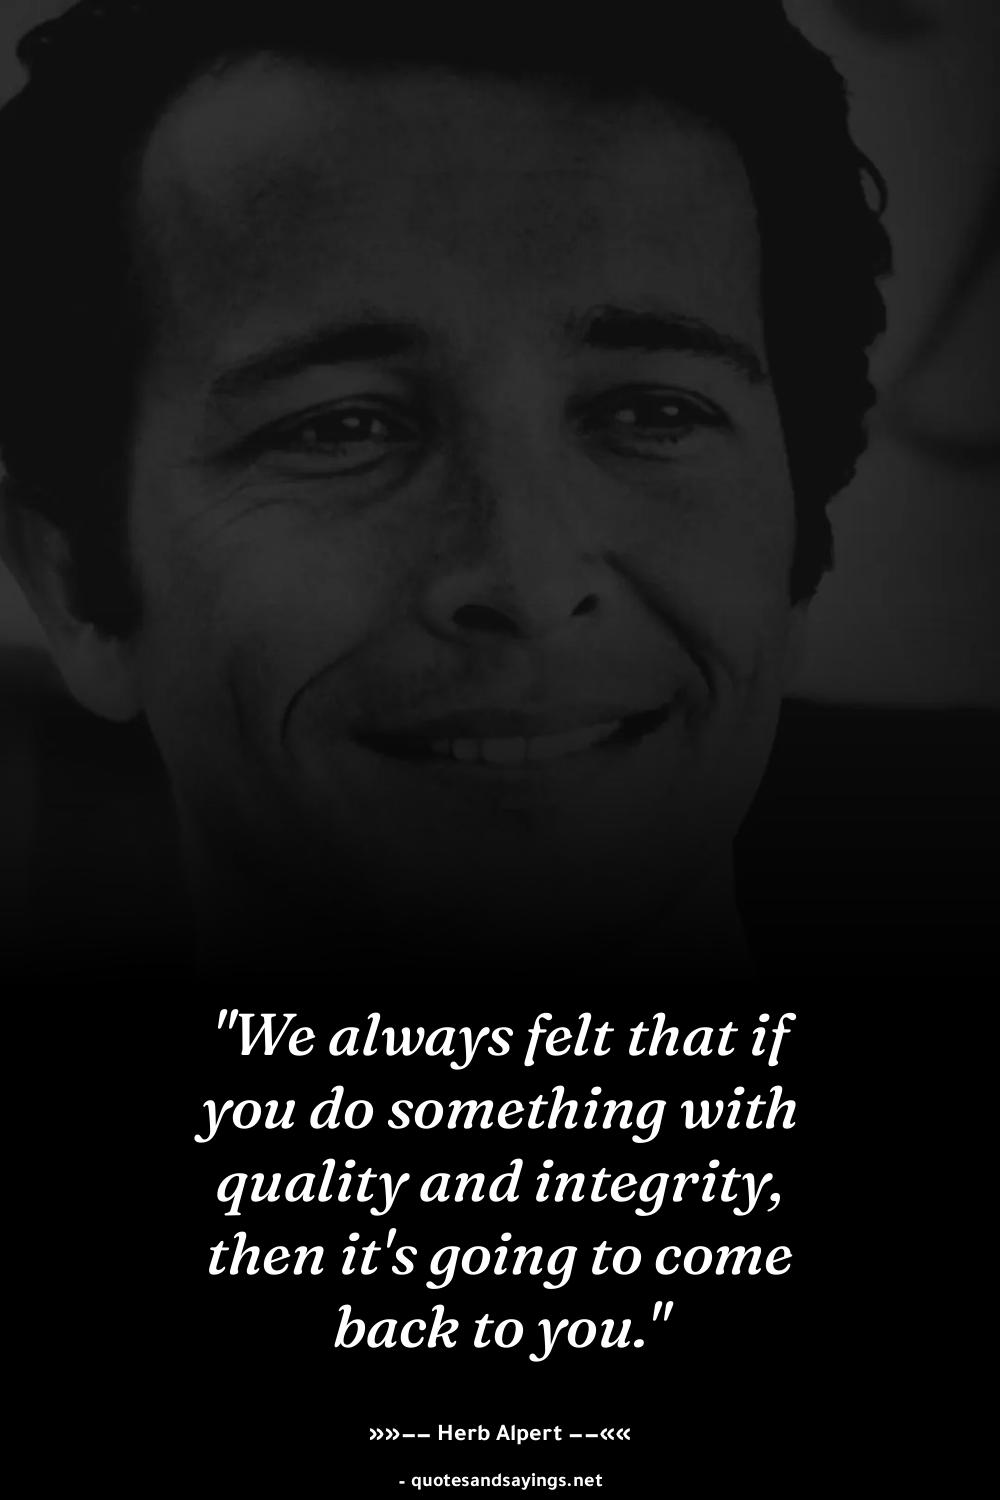 "We always felt that if
you do something with
quality and integrity,
then it's going to come
back to you."
»»–– Herb Alpert ––««
- quotesandsayings.net